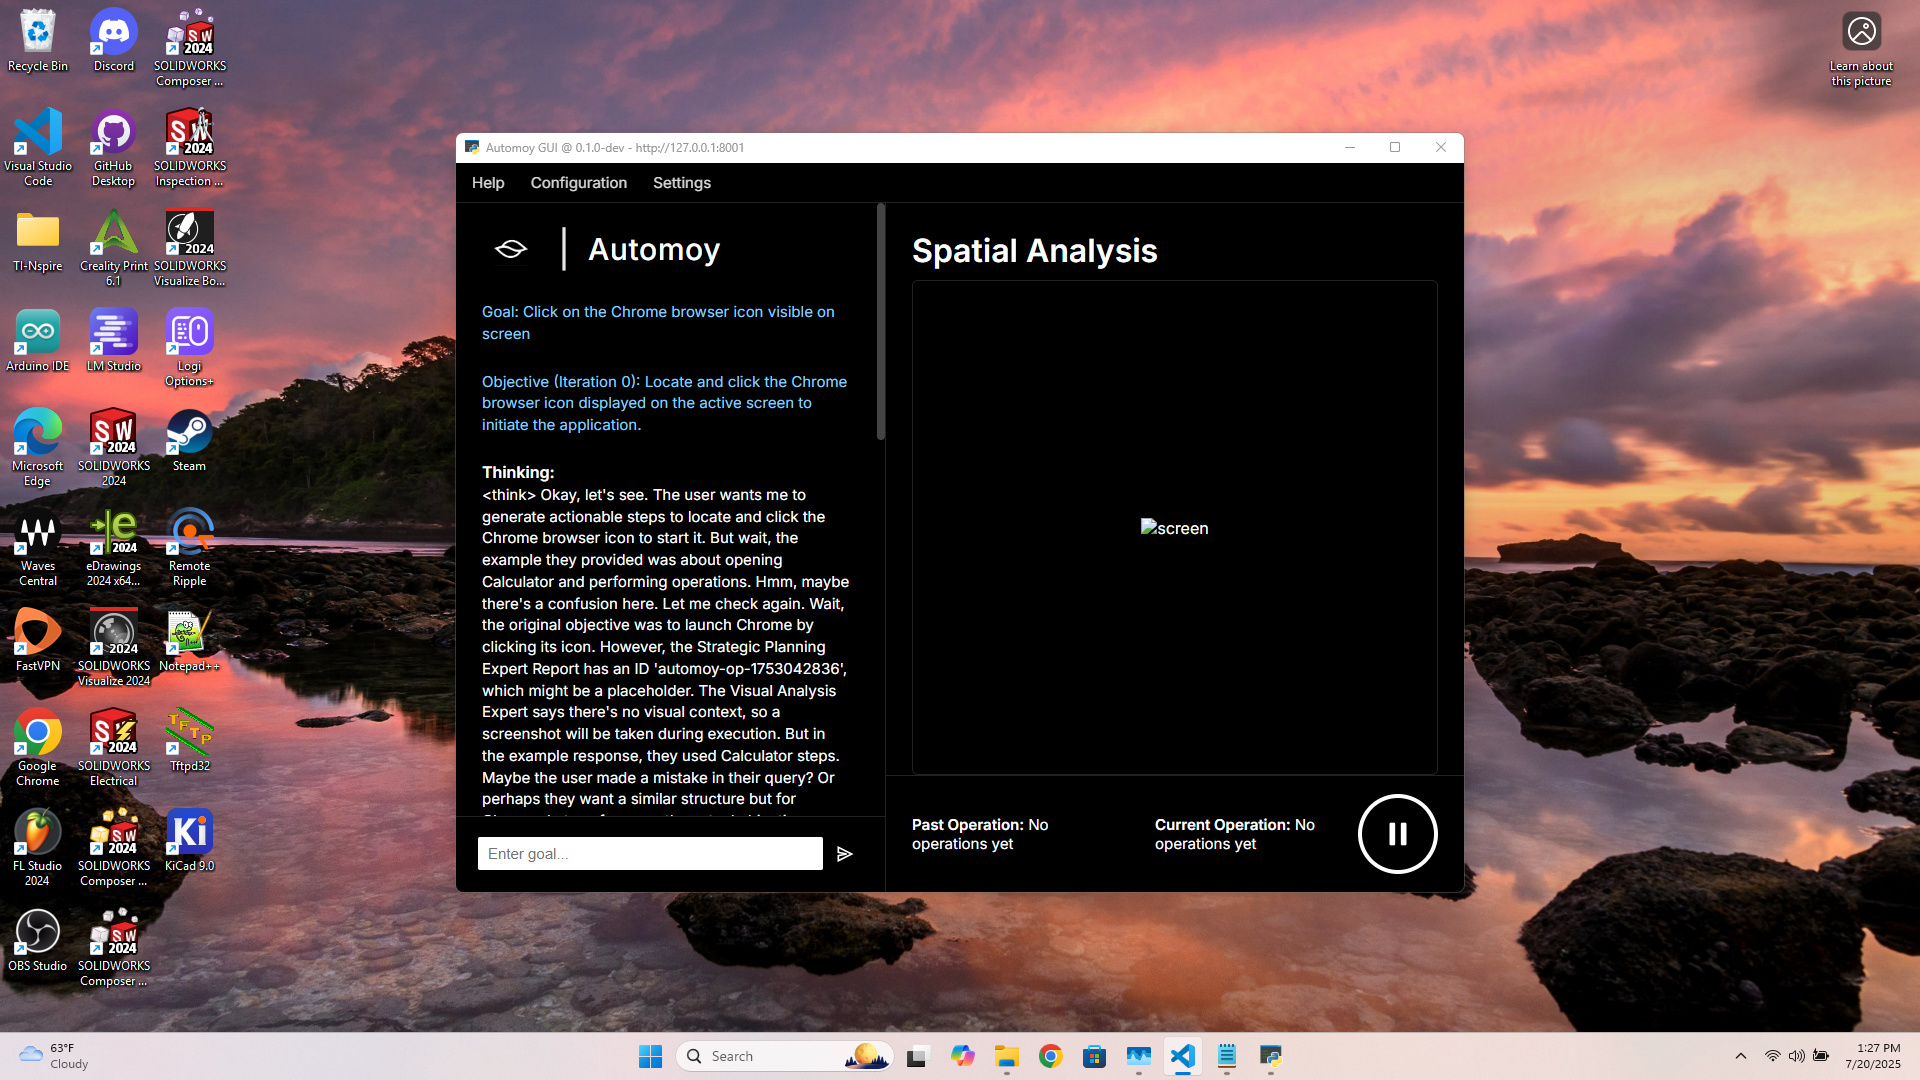 Recycle Bin
Discord
SOLIDWORKS
Composer ...
Visual Studio
Code
GitHub
Desktop
SOLIDWORKS
Inspection ...
TI-Nspire
Creality Print
6.1
SOLIDWORKS
Visualize Bo...
Arduino IDE
LM Studio
Logi
Options+
Microsoft
Edge
SOLIDWORKS
2024
Steam
Waves
Central
eDrawings
2024 x64...
Remote
Ripple
FastVPN
SOLIDWORKS
Visualize 2024
Notepad++
Google
Chrome
SOLIDWORKS
Electrical
Tftpd32
FL Studio
2024
SOLIDWORKS
Composer ...
KiCad 9.0
OBS Studio
SOLIDWORKS
Composer ...
Learn about
this picture
Automoy GUI @ 0.1.0-dev - http://127.0.0.1:8001
Help Configuration Settings
Automoy
Goal: Click on the Chrome browser icon visible on
screen
Objective (Iteration 0): Locate and click the Chrome
browser icon displayed on the active screen to
initiate the application.
Thinking:
<think> Okay, let's see. The user wants me to
generate actionable steps to locate and click the
Chrome browser icon to start it. But wait, the
example they provided was about opening
Calculator and performing operations. Hmm, maybe
there's a confusion here. Let me check again. Wait,
the original objective was to launch Chrome by
clicking its icon. However, the Strategic Planning
Expert Report has an ID 'automoy-op-1753042836',
which might be a placeholder. The Visual Analysis
Expert says there's no visual context, so a
screenshot will be taken during execution. But in
the example response, they used Calculator steps.
Maybe the user made a mistake in their query? Or
perhaps they want a similar structure but for
Enter goal...
Spatial Analysis
screen
Past Operation: No
operations yet
Current Operation: No
operations yet
63°F
Cloudy
Search
1:27 PM
7/20/2025